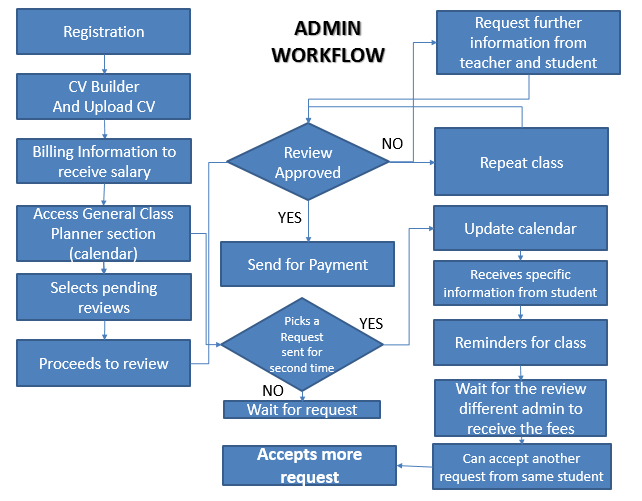 ADMIN
WORKFLOW
Registration
CV Builder
And Upload CV
Billing Information to
receive salary
Access General Class
Planner section
(calendar)
Selects pending
reviews
Proceeds to review
Review
Approved
NO
YES
Send for Payment
Picks a
Request
sent for
second time
YES
NO
Wait for request
Request further
information from
teacher and student
Repeat class
Update calendar
Receives specific
information from student
Reminders for class
Wait for the review
different admin to
receive the fees
Can accept another
request from same student
Accepts more
request